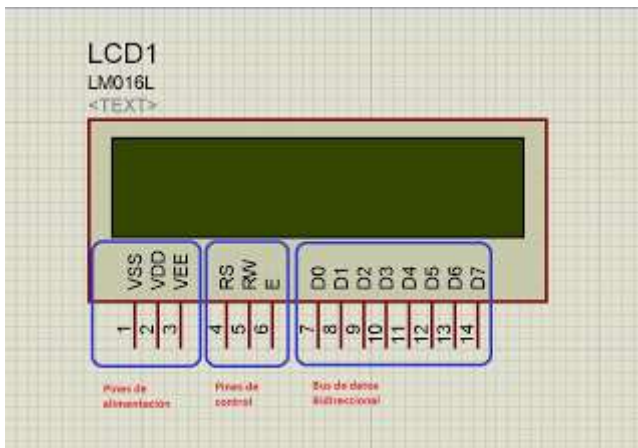 LCD1
LM016L
<TEXT>
VSS
VDD
VEE
RS
RW
E
D0
D1
D2
D3
D4
D5
D6
D7
1
2
3
4
5
6
7
8
9
10
11
12
13
14
Pines de
alimentación
Pines de
control
Bus de datos
Bidireccional